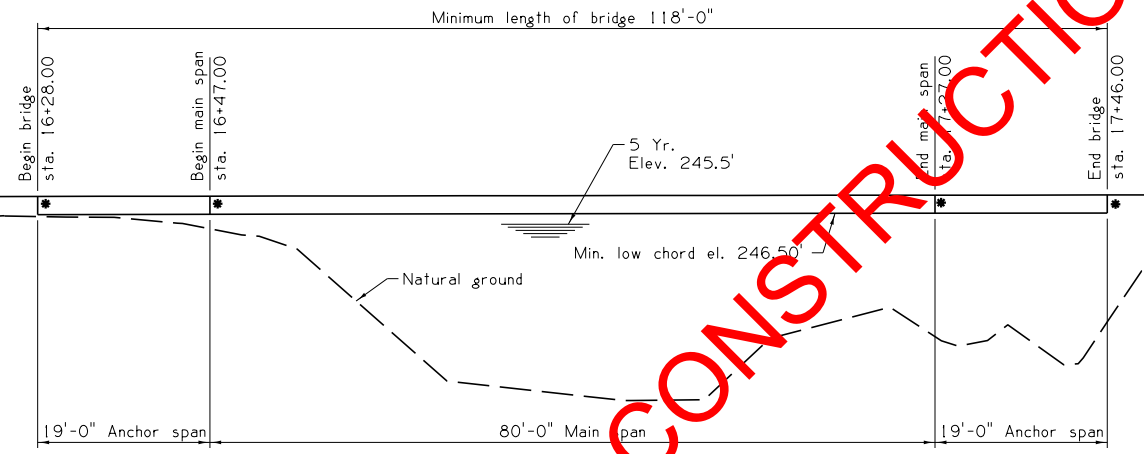 Minimum length of bridge 118'-0"
Begin bridge
sta. 16+28.00
Begin main span
sta. 16+47.00
End main span
sta. 17+27.00
End bridge
sta. 17+46.00
5 Yr.
Elev. 245.5'
* * * *
Min. low chord el. 246.50'
Natural ground
CONSTRUCTIO
19'-0" Anchor span
80'-0" Main span
19'-0" Anchor span